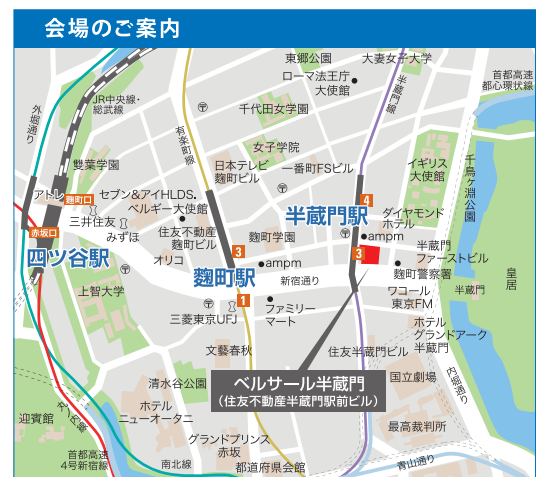 会場のご案内
東郷公園
大妻女子大学
ローマ法王庁
大使館
半蔵門線
首都高速
都心環状線
JR中央線・
総武線
外堀通り
有楽町線
千代田女学園
女子学院
双葉学園
日本テレビ
麹町ビル
一番町FSビル
イギリス
大使館
千鳥ヶ淵公園
アトレ
麴町口
セブン&アイHLDS.
ベルギー大使館
4
半蔵門駅
ダイヤモンド
ホテル
三井住友
みずほ
赤坂口
住友不動産
麴町ビル
麴町学園
ampm
3
3
半蔵門
ファーストビル
四ツ谷駅
オリコ
麴町駅
ampm
麴町警察署
皇居
新宿通り
ワコール
東京FM
半蔵門
上智大学
1
ファミリー
マート
三菱東京UFJ
ホテル
グランドアーク
半蔵門
文藝春秋
住友半蔵門ビル
内堀通り
ベルサール半蔵門
(住友不動産半蔵門駅前ビル)
国立劇場
清水谷公園
ホテル
ニューオータニ
迎賓館
丸ノ内線
最高裁判所
グランドプリンス
赤坂
首都高速
4号新宿線
南北線
都道府県会館
青山通り